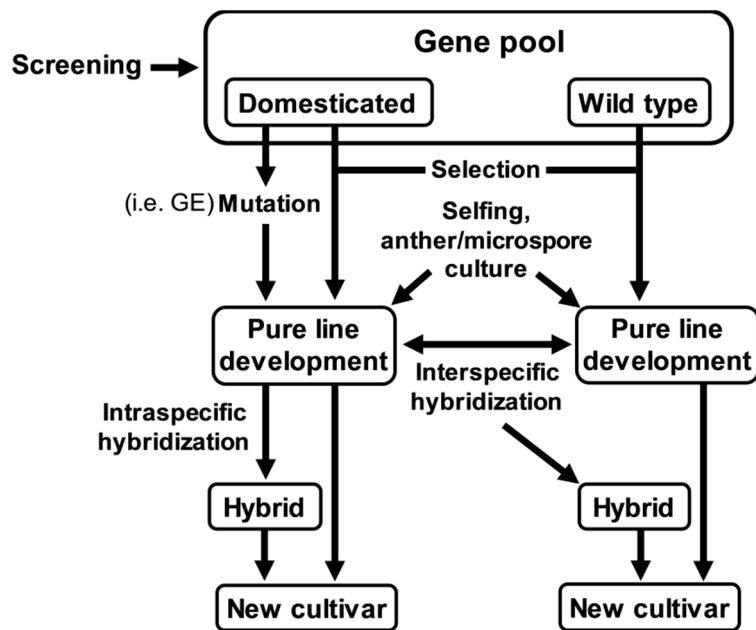 Gene pool
Screening
Domesticated
Wild type
Selection
(i.e. GE) Mutation
Selfing,
anther/microspore
culture
Pure line
development
Pure line
development
Interspecific
hybridization
Intraspecific
hybridization
Hybrid
Hybrid
New cultivar
New cultivar